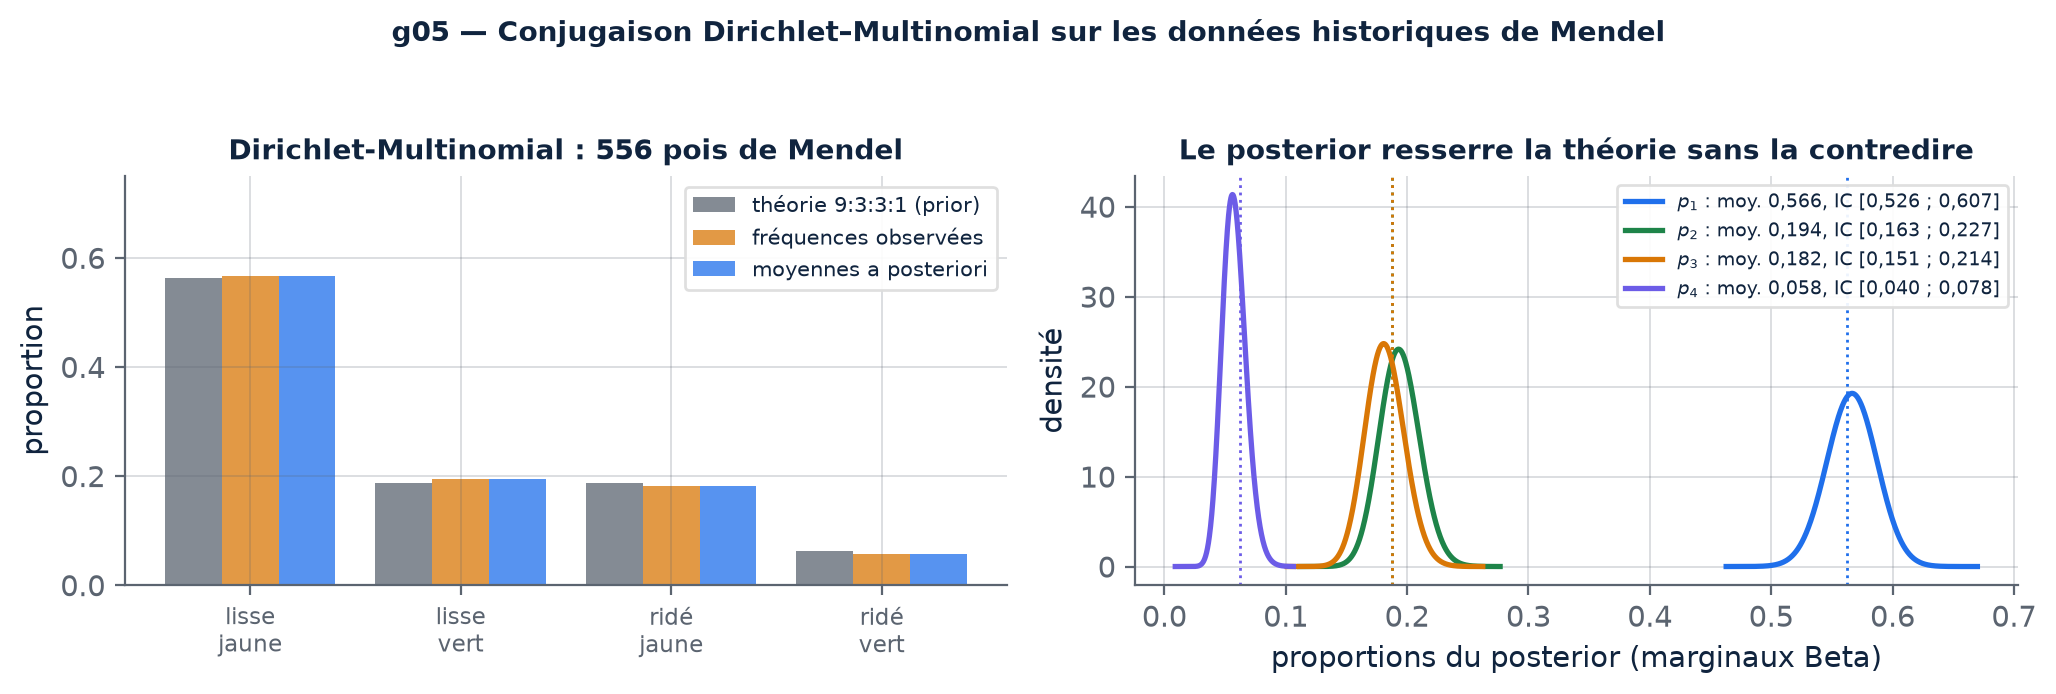 g05 — Conjugaison Dirichlet–Multinomial sur les données historiques de Mendel
Dirichlet-Multinomial : 556 pois de Mendel
théorie 9:3:3:1 (prior)
fréquences observées
moyennes a posteriori
proportion
0.6
0.4
0.2
0.0
lisse
jaune
lisse
vert
ridé
jaune
ridé
vert
Le posterior resserre la théorie sans la contredire
p₁ : moy. 0,566, IC [0,526 ; 0,607]
p₂ : moy. 0,194, IC [0,163 ; 0,227]
p₃ : moy. 0,182, IC [0,151 ; 0,214]
p₄ : moy. 0,058, IC [0,040 ; 0,078]
densité
40
30
20
10
0
0.0 0.1 0.2 0.3 0.4 0.5 0.6 0.7
proportions du posterior (marginaux Beta)